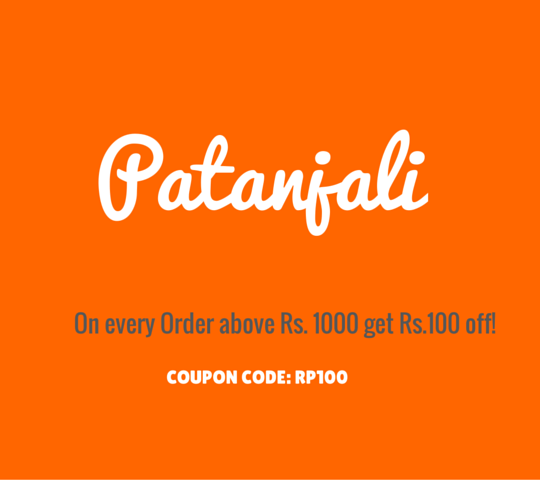 Patanjali
On every Order above Rs. 1000 get Rs.100 off!
COUPON CODE: RP100